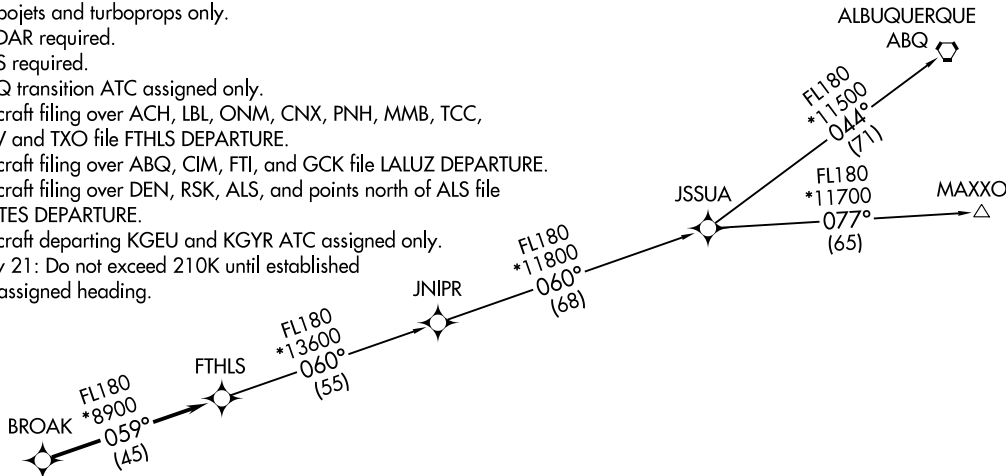 bojets and turboprops only.
DAR required.
S required.
Q transition ATC assigned only.
craft filing over ACH, LBL, ONM, CNX, PNH, MMB, TCC,
V and TXO file FTHLS DEPARTURE.
craft filing over ABQ, CIM, FTI, and GCK file LALUZ DEPARTURE.
craft filing over DEN, RSK, ALS, and points north of ALS file
TES DEPARTURE.
craft departing KGEU and KGYR ATC assigned only.
y 21: Do not exceed 210K until established
assigned heading.
ALBUQUERQUE
ABQ
FL180
*11500
044°
(71)
FL180
*11700
077°
(65)
MAXXO
JSSUA
FL180
*11800
060°
(68)
JNIPR
FL180
*13600
060°
(55)
FTHLS
FL180
*8900
059°
(45)
BROAK